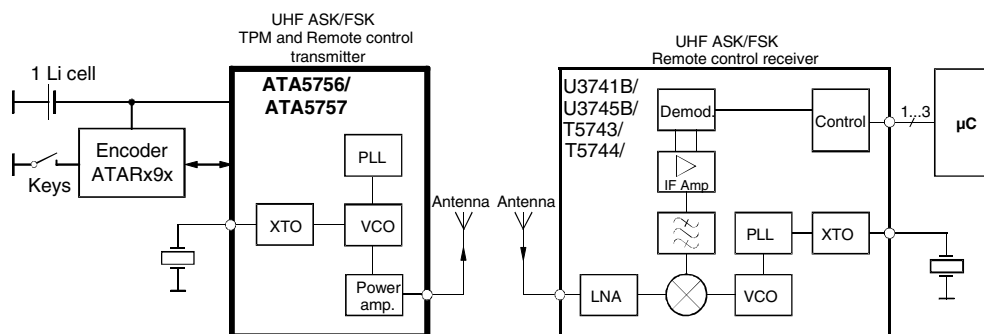 UHF ASK/FSK
TPM and Remote control
transmitter
1 Li cell
ATA5756/
ATA5757
Encoder
ATARx9x
Keys
PLL
XTO
VCO
Power
amp.
Antenna
Antenna
UHF ASK/FSK
Remote control receiver
U3741B/
U3745B/
T5743/
T5744/
Demod.
Control
1...3
µC
IF Amp
PLL
XTO
LNA
VCO